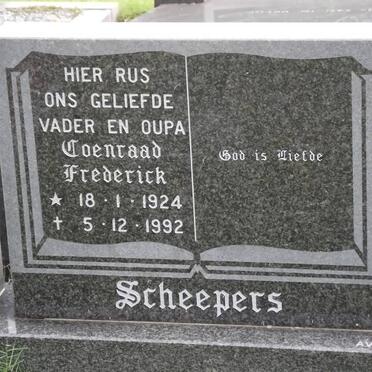 HIER RUS
ONS GELIEFDE
VADER EN OUPA
Coenraad
Frederick
★ 18·1·1924
✝ 5·12·1992
God is Liefde
Scheepers
AV